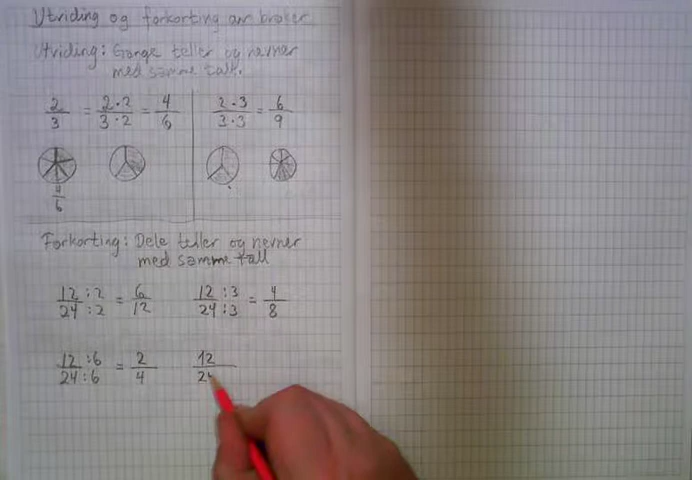 Utviding og forkorting av brøker
Utviding: Gange teller og nevner
med samme tall.
2/3 = 2·2/3·2 = 4/6
2·3/3·3 = 6/9
4/6
Forkorting: Dele teller og nevner
med samme tall
12:2/24:2 = 6/12
12:3/24:3 = 4/8
12:6/24:6 = 2/4
12/2